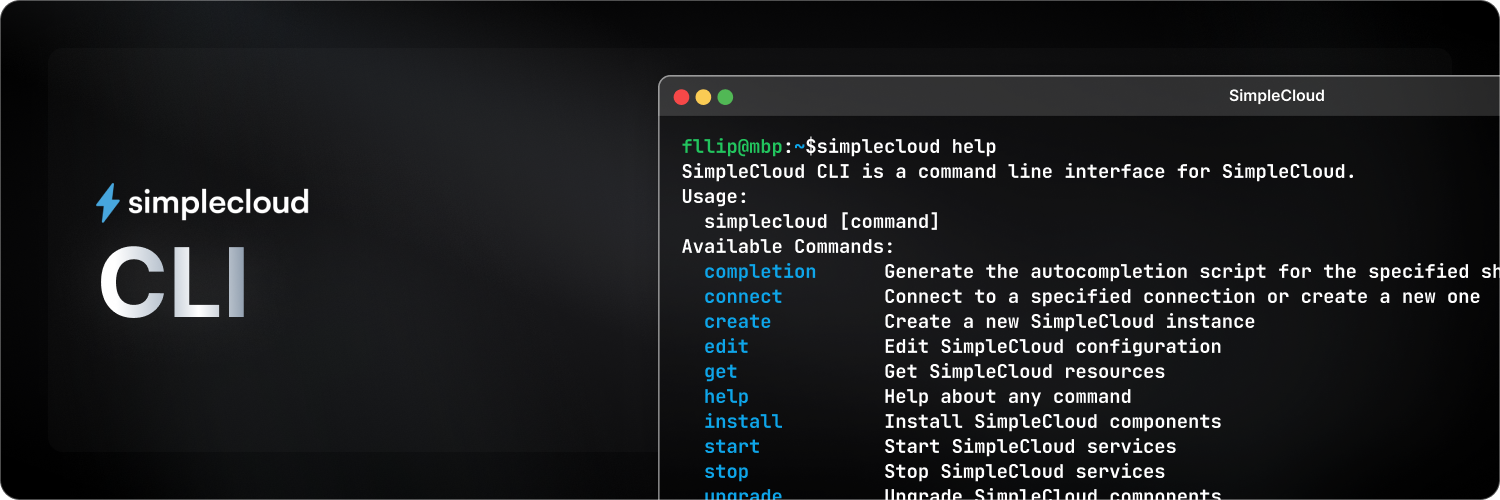 simplecloud
CLI
SimpleCloud
fllip@mbp:~$simplecloud help
SimpleCloud CLI is a command line interface for SimpleCloud.
Usage:
simplecloud [command]
Available Commands:
completion Generate the autocompletion script for the specified sh
connect Connect to a specified connection or create a new one
create Create a new SimpleCloud instance
edit Edit SimpleCloud configuration
get Get SimpleCloud resources
help Help about any command
install Install SimpleCloud components
start Start SimpleCloud services
stop Stop SimpleCloud services
upgrade Upgrade SimpleCloud components